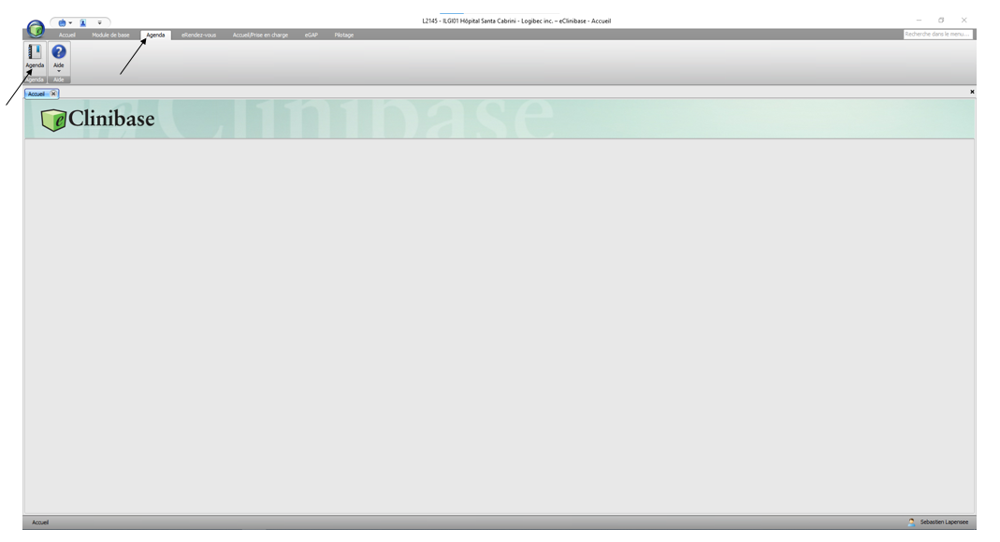 L2145 - ILGI01 Hôpital Santa Cabrini - Logibec inc. – eClinibase - Accueil
Accueil Module de base Agenda eRendez-vous Accueil/Prise en charge eGAP Pilotage Recherche dans le menu...
Agenda Aide
Agenda Aide
Accueil
eClinibase
Accueil Sebastien Lapensee